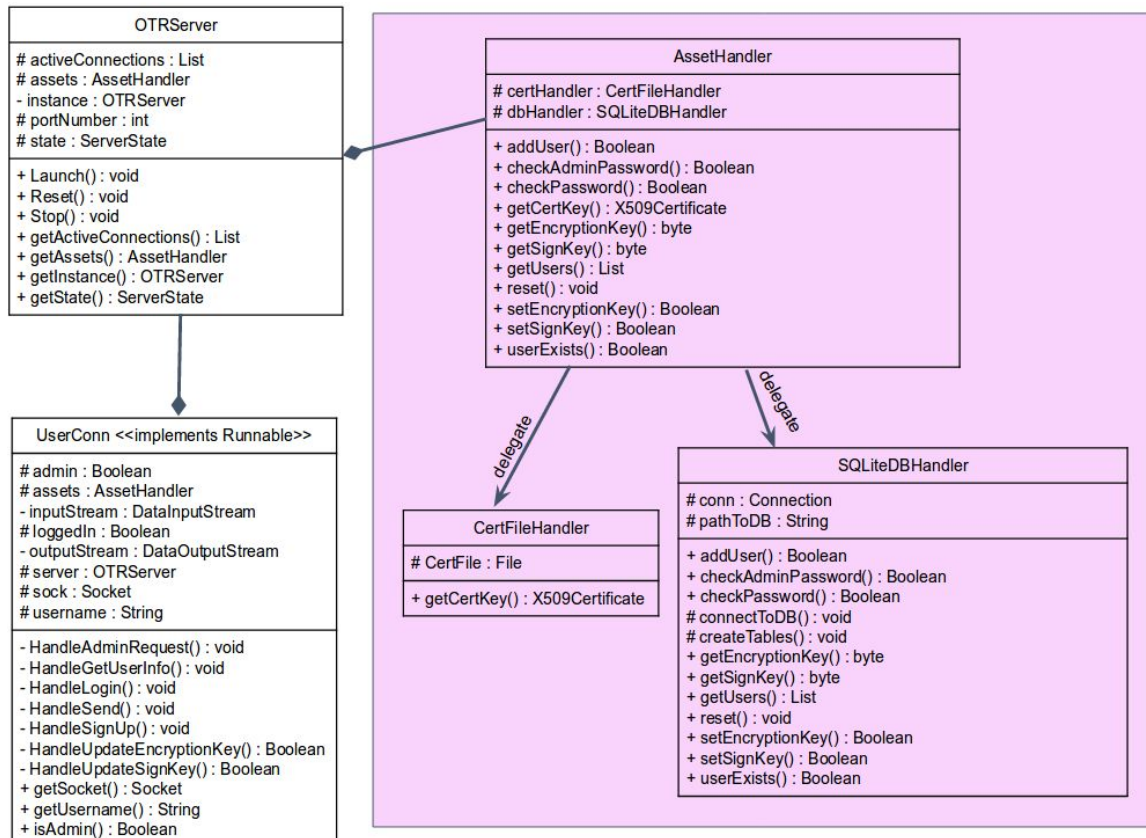 OTRServer
# activeConnections : List
# assets : AssetHandler
- instance : OTRServer
# portNumber : int
# state : ServerState
+ Launch() : void
+ Reset() : void
+ Stop() : void
+ getActiveConnections() : List
+ getAssets() : AssetHandler
+ getInstance() : OTRServer
+ getState() : ServerState
AssetHandler
# certHandler : CertFileHandler
# dbHandler : SQLiteDBHandler
+ addUser() : Boolean
+ checkAdminPassword() : Boolean
+ checkPassword() : Boolean
+ getCertKey() : X509Certificate
+ getEncryptionKey() : byte
+ getSignKey() : byte
+ getUsers() : List
+ reset() : void
+ setEncryptionKey() : Boolean
+ setSignKey() : Boolean
+ userExists() : Boolean
delegate
delegate
UserConn <<implements Runnable>>
# admin : Boolean
# assets : AssetHandler
- inputStream : DataInputStream
# loggedIn : Boolean
- outputStream : DataOutputStream
# server : OTRServer
# sock : Socket
# username : String
- HandleAdminRequest() : void
- HandleGetUserInfo() : void
- HandleLogin() : void
- HandleSend() : void
- HandleSignUp() : void
- HandleUpdateEncryptionKey() : Boolean
- HandleUpdateSignKey() : Boolean
+ getSocket() : Socket
+ getUsername() : String
+ isAdmin() : Boolean
CertFileHandler
# CertFile : File
+ getCertKey() : X509Certificate
SQLiteDBHandler
# conn : Connection
# pathToDB : String
+ addUser() : Boolean
+ checkAdminPassword() : Boolean
+ checkPassword() : Boolean
# connectToDB() : void
# createTables() : void
+ getEncryptionKey() : byte
+ getSignKey() : byte
+ getUsers() : List
+ reset() : void
+ setEncryptionKey() : Boolean
+ setSignKey() : Boolean
+ userExists() : Boolean